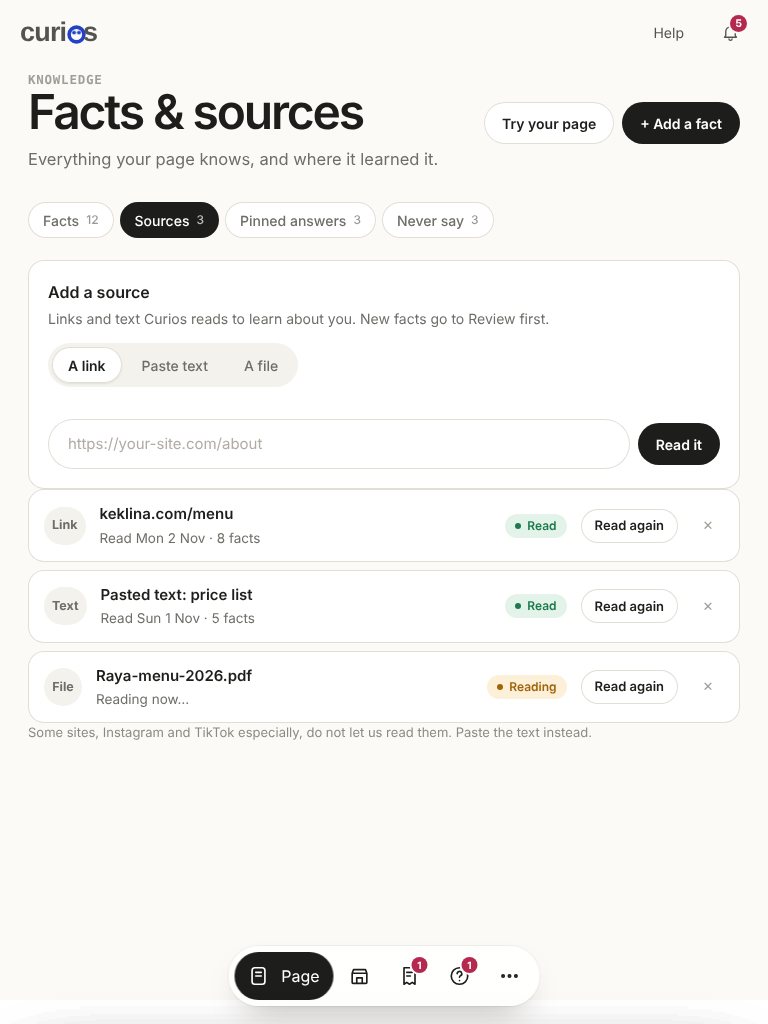 curios
Help
5
KNOWLEDGE
Facts & sources
Try your page
+ Add a fact
Everything your page knows, and where it learned it.
Facts 12
Sources 3
Pinned answers 3
Never say 3
Add a source
Links and text Curios reads to learn about you. New facts go to Review first.
A link
Paste text
A file
https://your-site.com/about
Read it
Link
keklina.com/menu
Read Mon 2 Nov · 8 facts
Read
Read again
×
Text
Pasted text: price list
Read Sun 1 Nov · 5 facts
Read
Read again
×
File
Raya-menu-2026.pdf
Reading now...
Reading
Read again
×
Some sites, Instagram and TikTok especially, do not let us read them. Paste the text instead.
Page
1
1